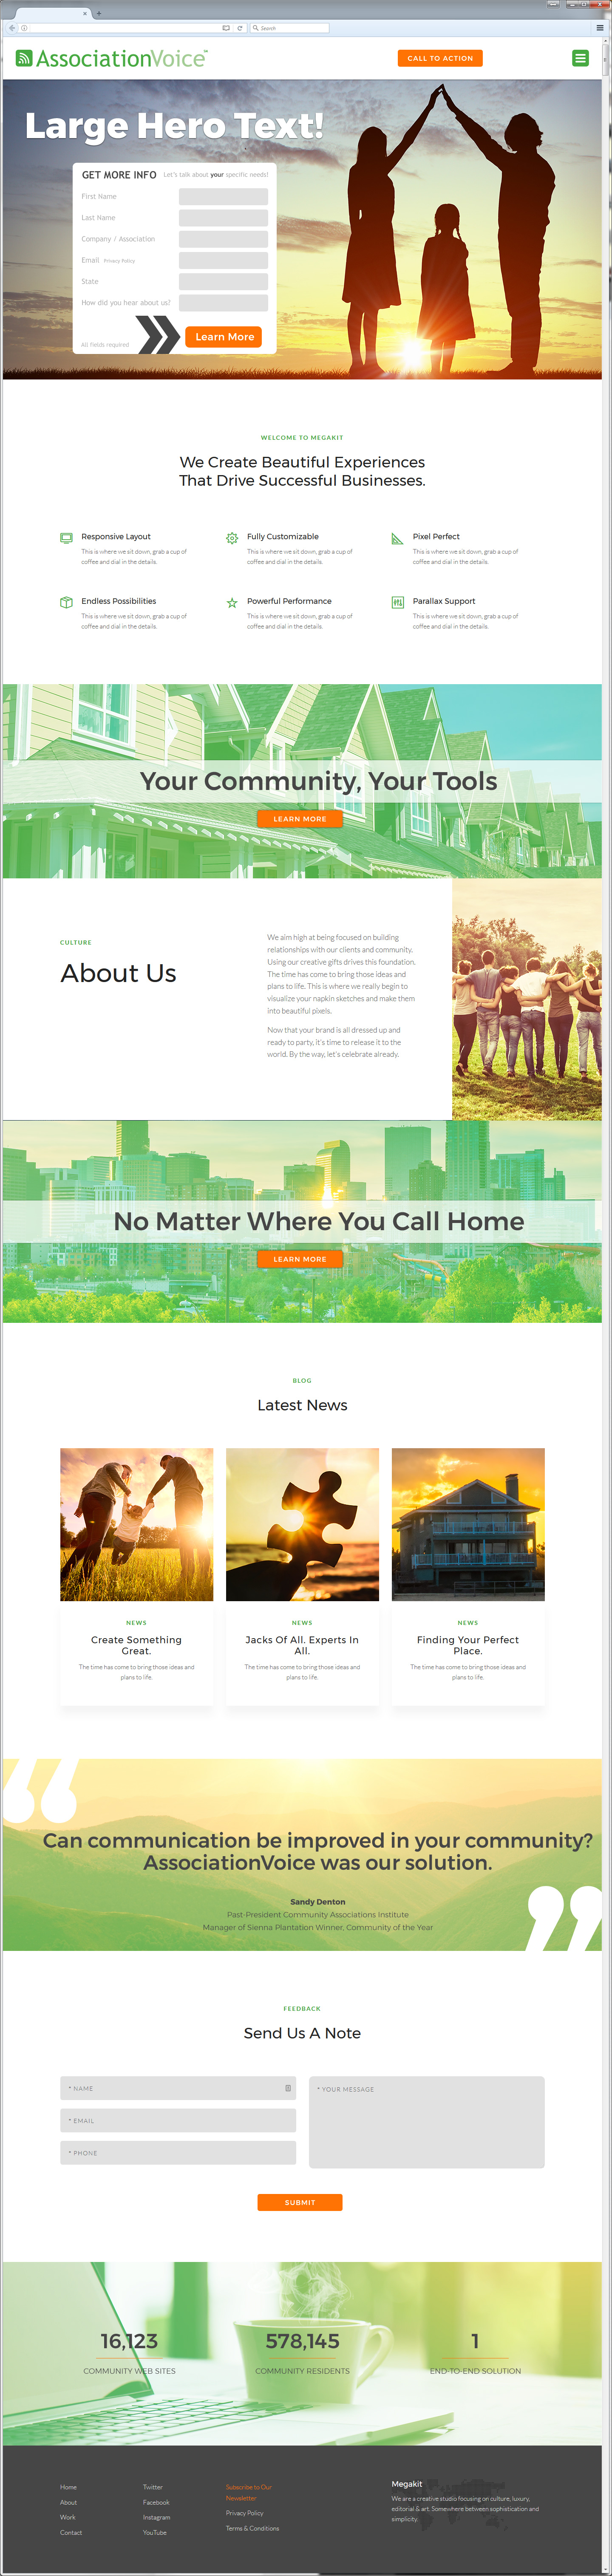 Search
AssociationVoice™
CALL TO ACTION
Large Hero Text!
GET MORE INFO Let's talk about your specific needs!
First Name
Last Name
Company / Association
Email Privacy Policy
State
How did you hear about us?
All fields required
Learn More
WELCOME TO MEGAKIT
We Create Beautiful Experiences
That Drive Successful Businesses.
Responsive Layout
This is where we sit down, grab a cup of
coffee and dial in the details.
Fully Customizable
This is where we sit down, grab a cup of
coffee and dial in the details.
Pixel Perfect
This is where we sit down, grab a cup of
coffee and dial in the details.
Endless Possibilities
This is where we sit down, grab a cup of
coffee and dial in the details.
Powerful Performance
This is where we sit down, grab a cup of
coffee and dial in the details.
Parallax Support
This is where we sit down, grab a cup of
coffee and dial in the details.
Your Community, Your Tools
LEARN MORE
CULTURE
About Us
We aim high at being focused on building
relationships with our clients and community.
Using our creative gifts drives this foundation.
The time has come to bring those ideas and
plans to life. This is where we really begin to
visualize your napkin sketches and make them
into beautiful pixels.
Now that your brand is all dressed up and
ready to party, it's time to release it to the
world. By the way, let's celebrate already.
No Matter Where You Call Home
LEARN MORE
BLOG
Latest News
NEWS
Create Something
Great.
The time has come to bring those ideas and
plans to life.
NEWS
Jacks Of All. Experts In
All.
The time has come to bring those ideas and
plans to life.
NEWS
Finding Your Perfect
Place.
The time has come to bring those ideas and
plans to life.
Can communication be improved in your community?
AssociationVoice was our solution.
Sandy Denton
Past-President Community Associations Institute
Manager of Sienna Plantation Winner, Community of the Year
FEEDBACK
Send Us A Note
* NAME
* EMAIL
* PHONE
* YOUR MESSAGE
SUBMIT
16,123
COMMUNITY WEB SITES
578,145
COMMUNITY RESIDENTS
1
END-TO-END SOLUTION
Home
About
Work
Contact
Twitter
Facebook
Instagram
YouTube
Subscribe to Our
Newsletter
Privacy Policy
Terms & Conditions
Megakit
We are a creative studio focusing on culture, luxury,
editorial & art. Somewhere between sophistication and
simplicity.